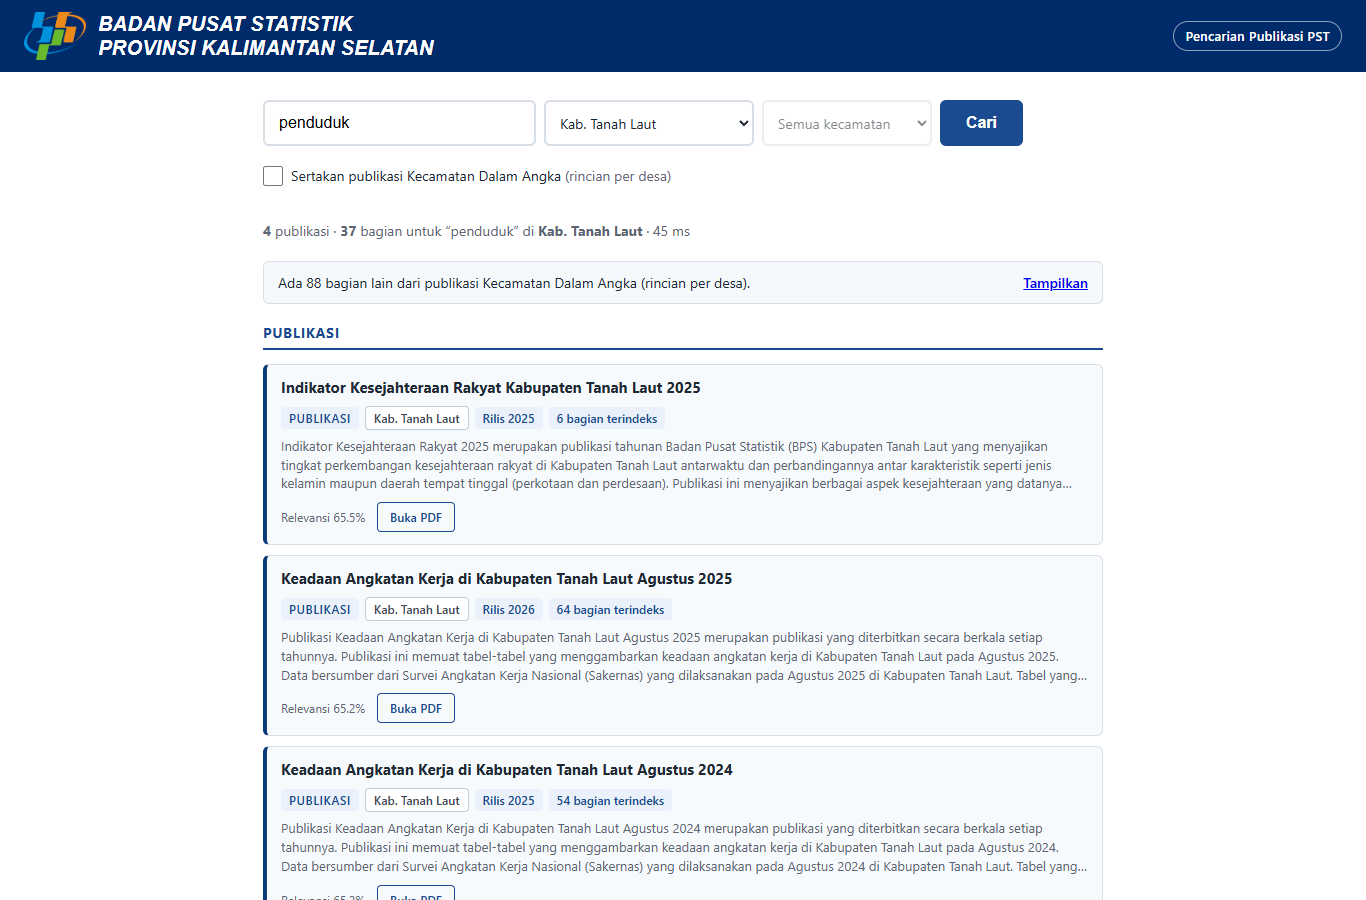 BADAN PUSAT STATISTIK
PROVINSI KALIMANTAN SELATAN
Pencarian Publikasi PST
penduduk
Kab. Tanah Laut
Semua kecamatan
Cari
Sertakan publikasi Kecamatan Dalam Angka (rincian per desa)
4 publikasi · 37 bagian untuk “penduduk” di Kab. Tanah Laut · 45 ms
Ada 88 bagian lain dari publikasi Kecamatan Dalam Angka (rincian per desa).
Tampilkan
PUBLIKASI
Indikator Kesejahteraan Rakyat Kabupaten Tanah Laut 2025
PUBLIKASI Kab. Tanah Laut Rilis 2025 6 bagian terindeks
Indikator Kesejahteraan Rakyat 2025 merupakan publikasi tahunan Badan Pusat Statistik (BPS) Kabupaten Tanah Laut yang menyajikan
tingkat perkembangan kesejahteraan rakyat di Kabupaten Tanah Laut antarwaktu dan perbandingannya antar karakteristik seperti jenis
kelamin maupun daerah tempat tinggal (perkotaan dan perdesaan). Publikasi ini menyajikan berbagai aspek kesejahteraan yang datanya...
Relevansi 65.5% Buka PDF
Keadaan Angkatan Kerja di Kabupaten Tanah Laut Agustus 2025
PUBLIKASI Kab. Tanah Laut Rilis 2026 64 bagian terindeks
Publikasi Keadaan Angkatan Kerja di Kabupaten Tanah Laut Agustus 2025 merupakan publikasi yang diterbitkan secara berkala setiap
tahunnya. Publikasi ini memuat tabel-tabel yang menggambarkan keadaan angkatan kerja di Kabupaten Tanah Laut pada Agustus 2025.
Data bersumber dari Survei Angkatan Kerja Nasional (Sakernas) yang dilaksanakan pada Agustus 2025 di Kabupaten Tanah Laut. Tabel yang...
Relevansi 65.2% Buka PDF
Keadaan Angkatan Kerja di Kabupaten Tanah Laut Agustus 2024
PUBLIKASI Kab. Tanah Laut Rilis 2025 54 bagian terindeks
Publikasi Keadaan Angkatan Kerja di Kabupaten Tanah Laut Agustus 2024 merupakan publikasi yang diterbitkan secara berkala setiap
tahunnya. Publikasi ini memuat tabel-tabel yang menggambarkan keadaan angkatan kerja di Kabupaten Tanah Laut pada Agustus 2024.
Data bersumber dari Survei Angkatan Kerja Nasional (Sakernas) yang dilaksanakan pada Agustus 2024 di Kabupaten Tanah Laut. Tabel yang...
Relevansi Buka PDF